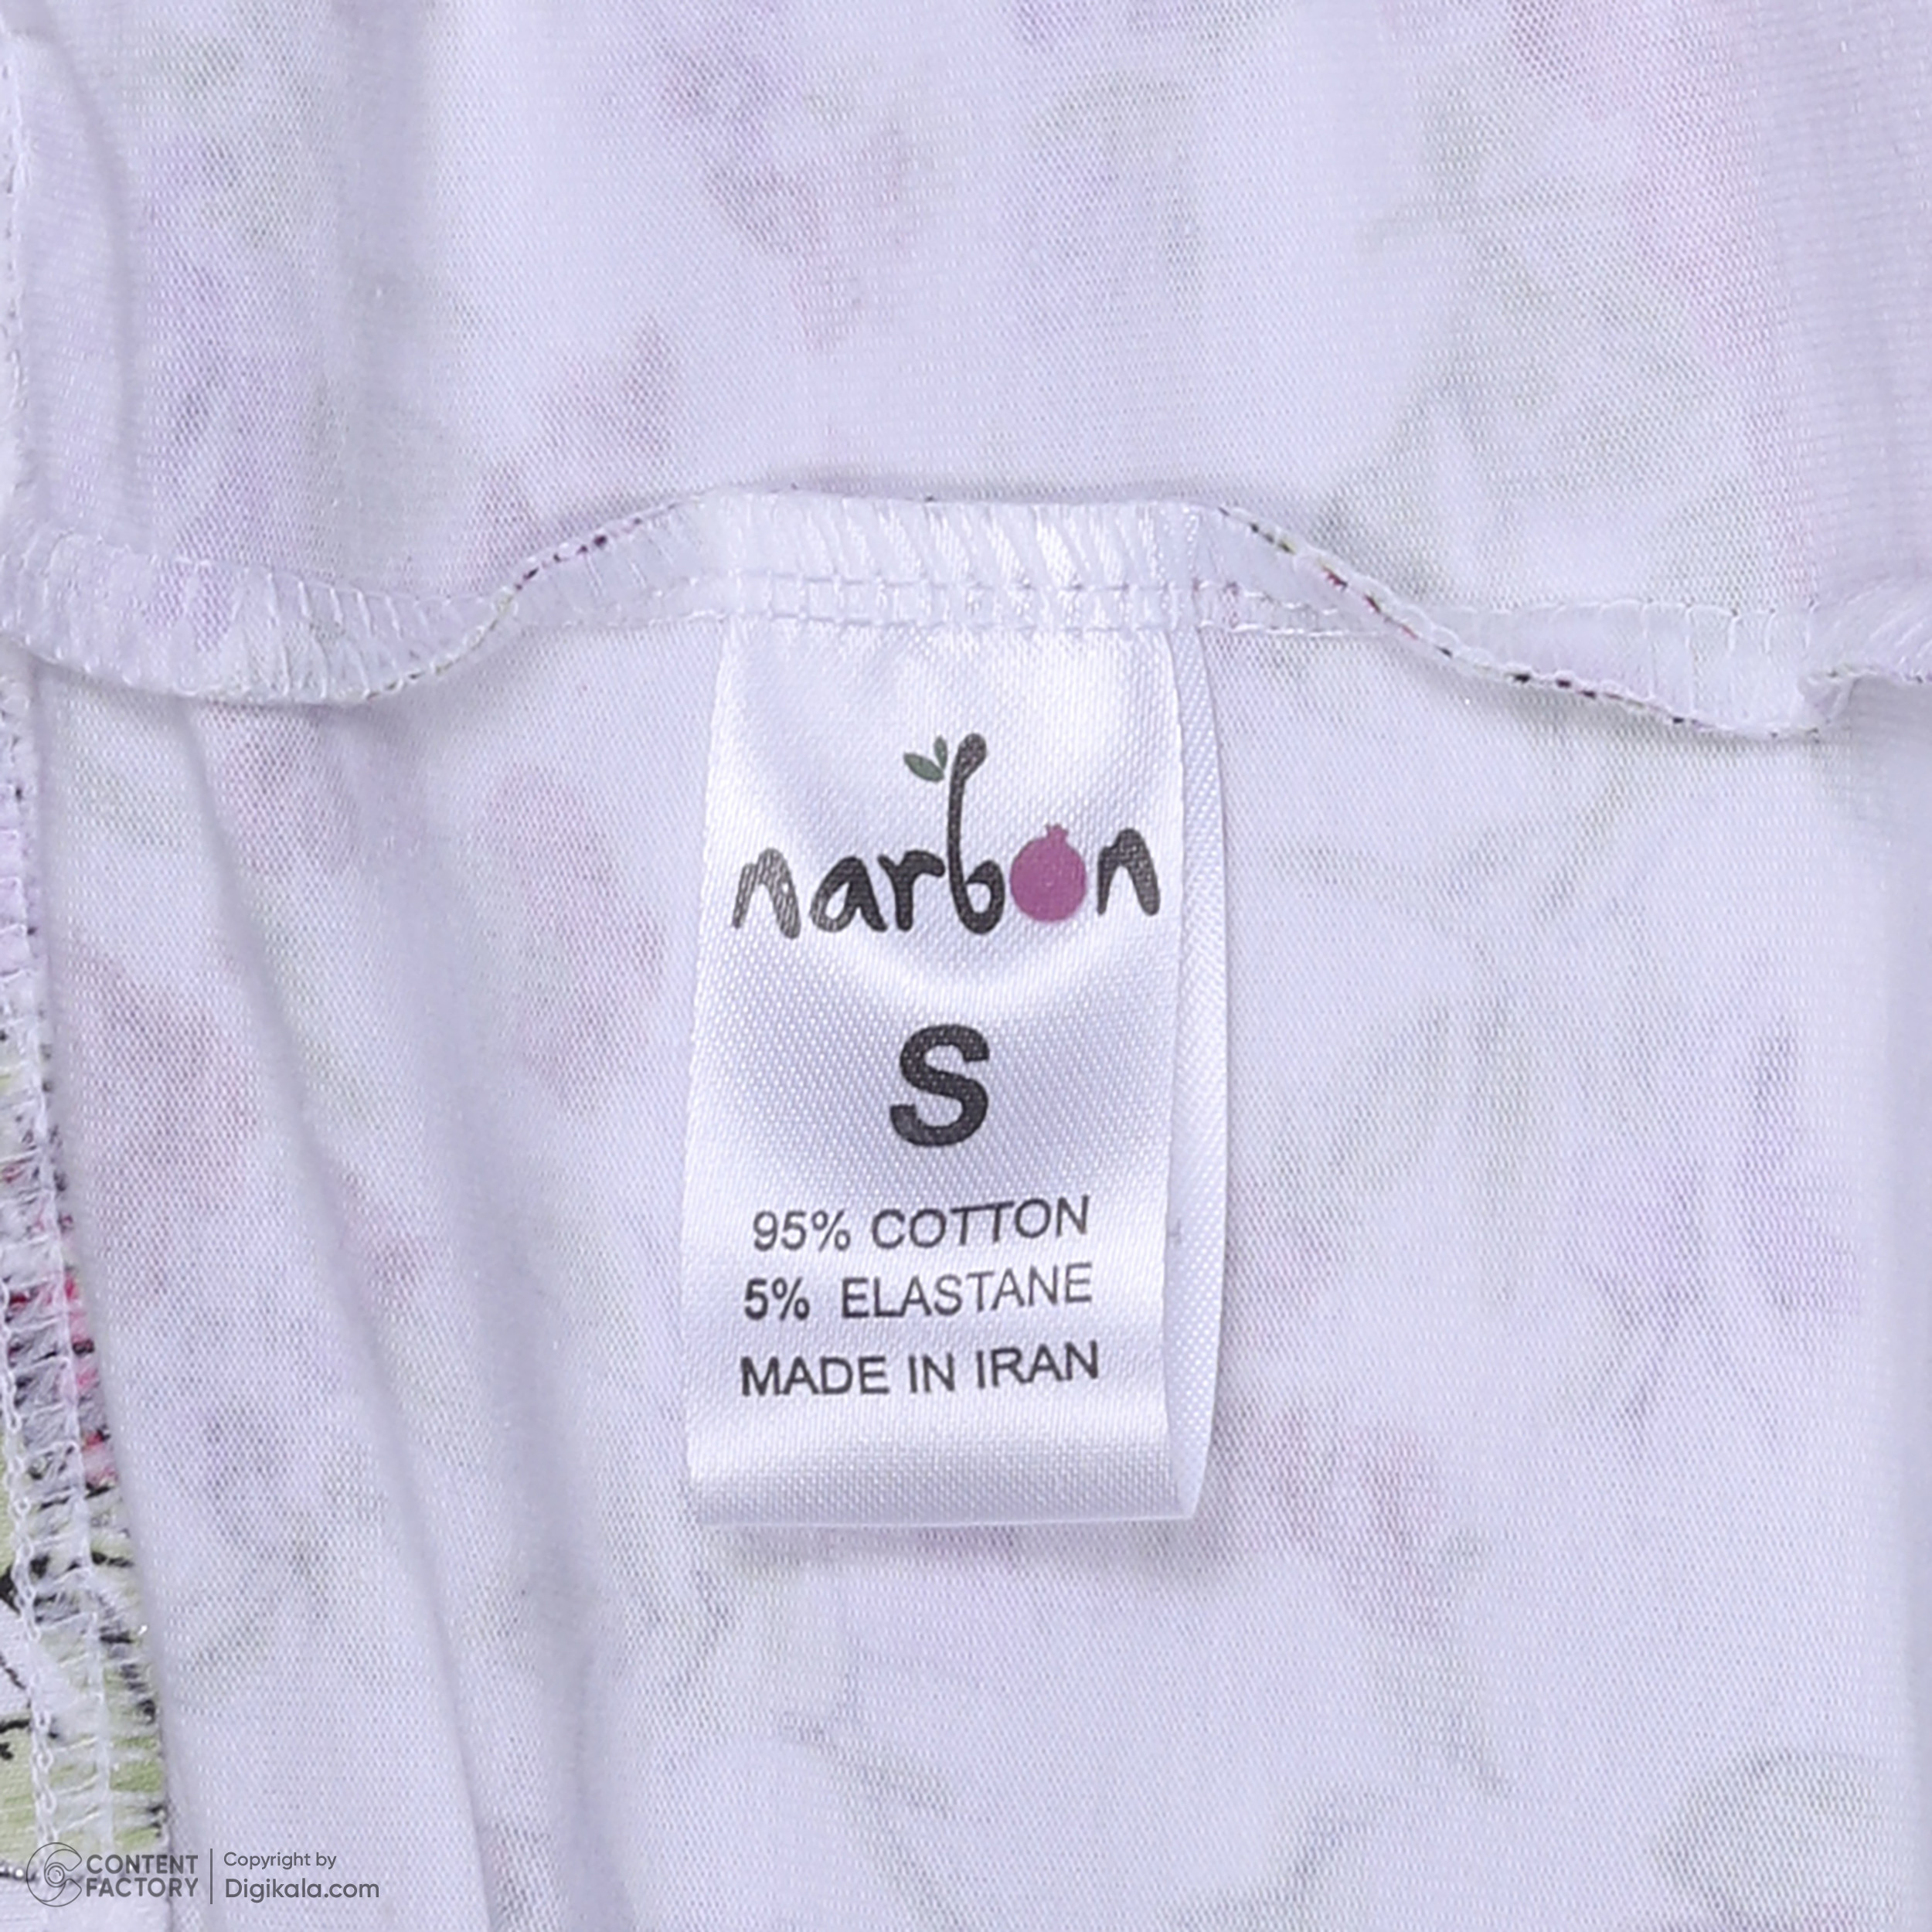 narbon
S
95% COTTON
5% ELASTANE
MADE IN IRAN
CONTENT FACTORY
Copyright by
Digikala.com